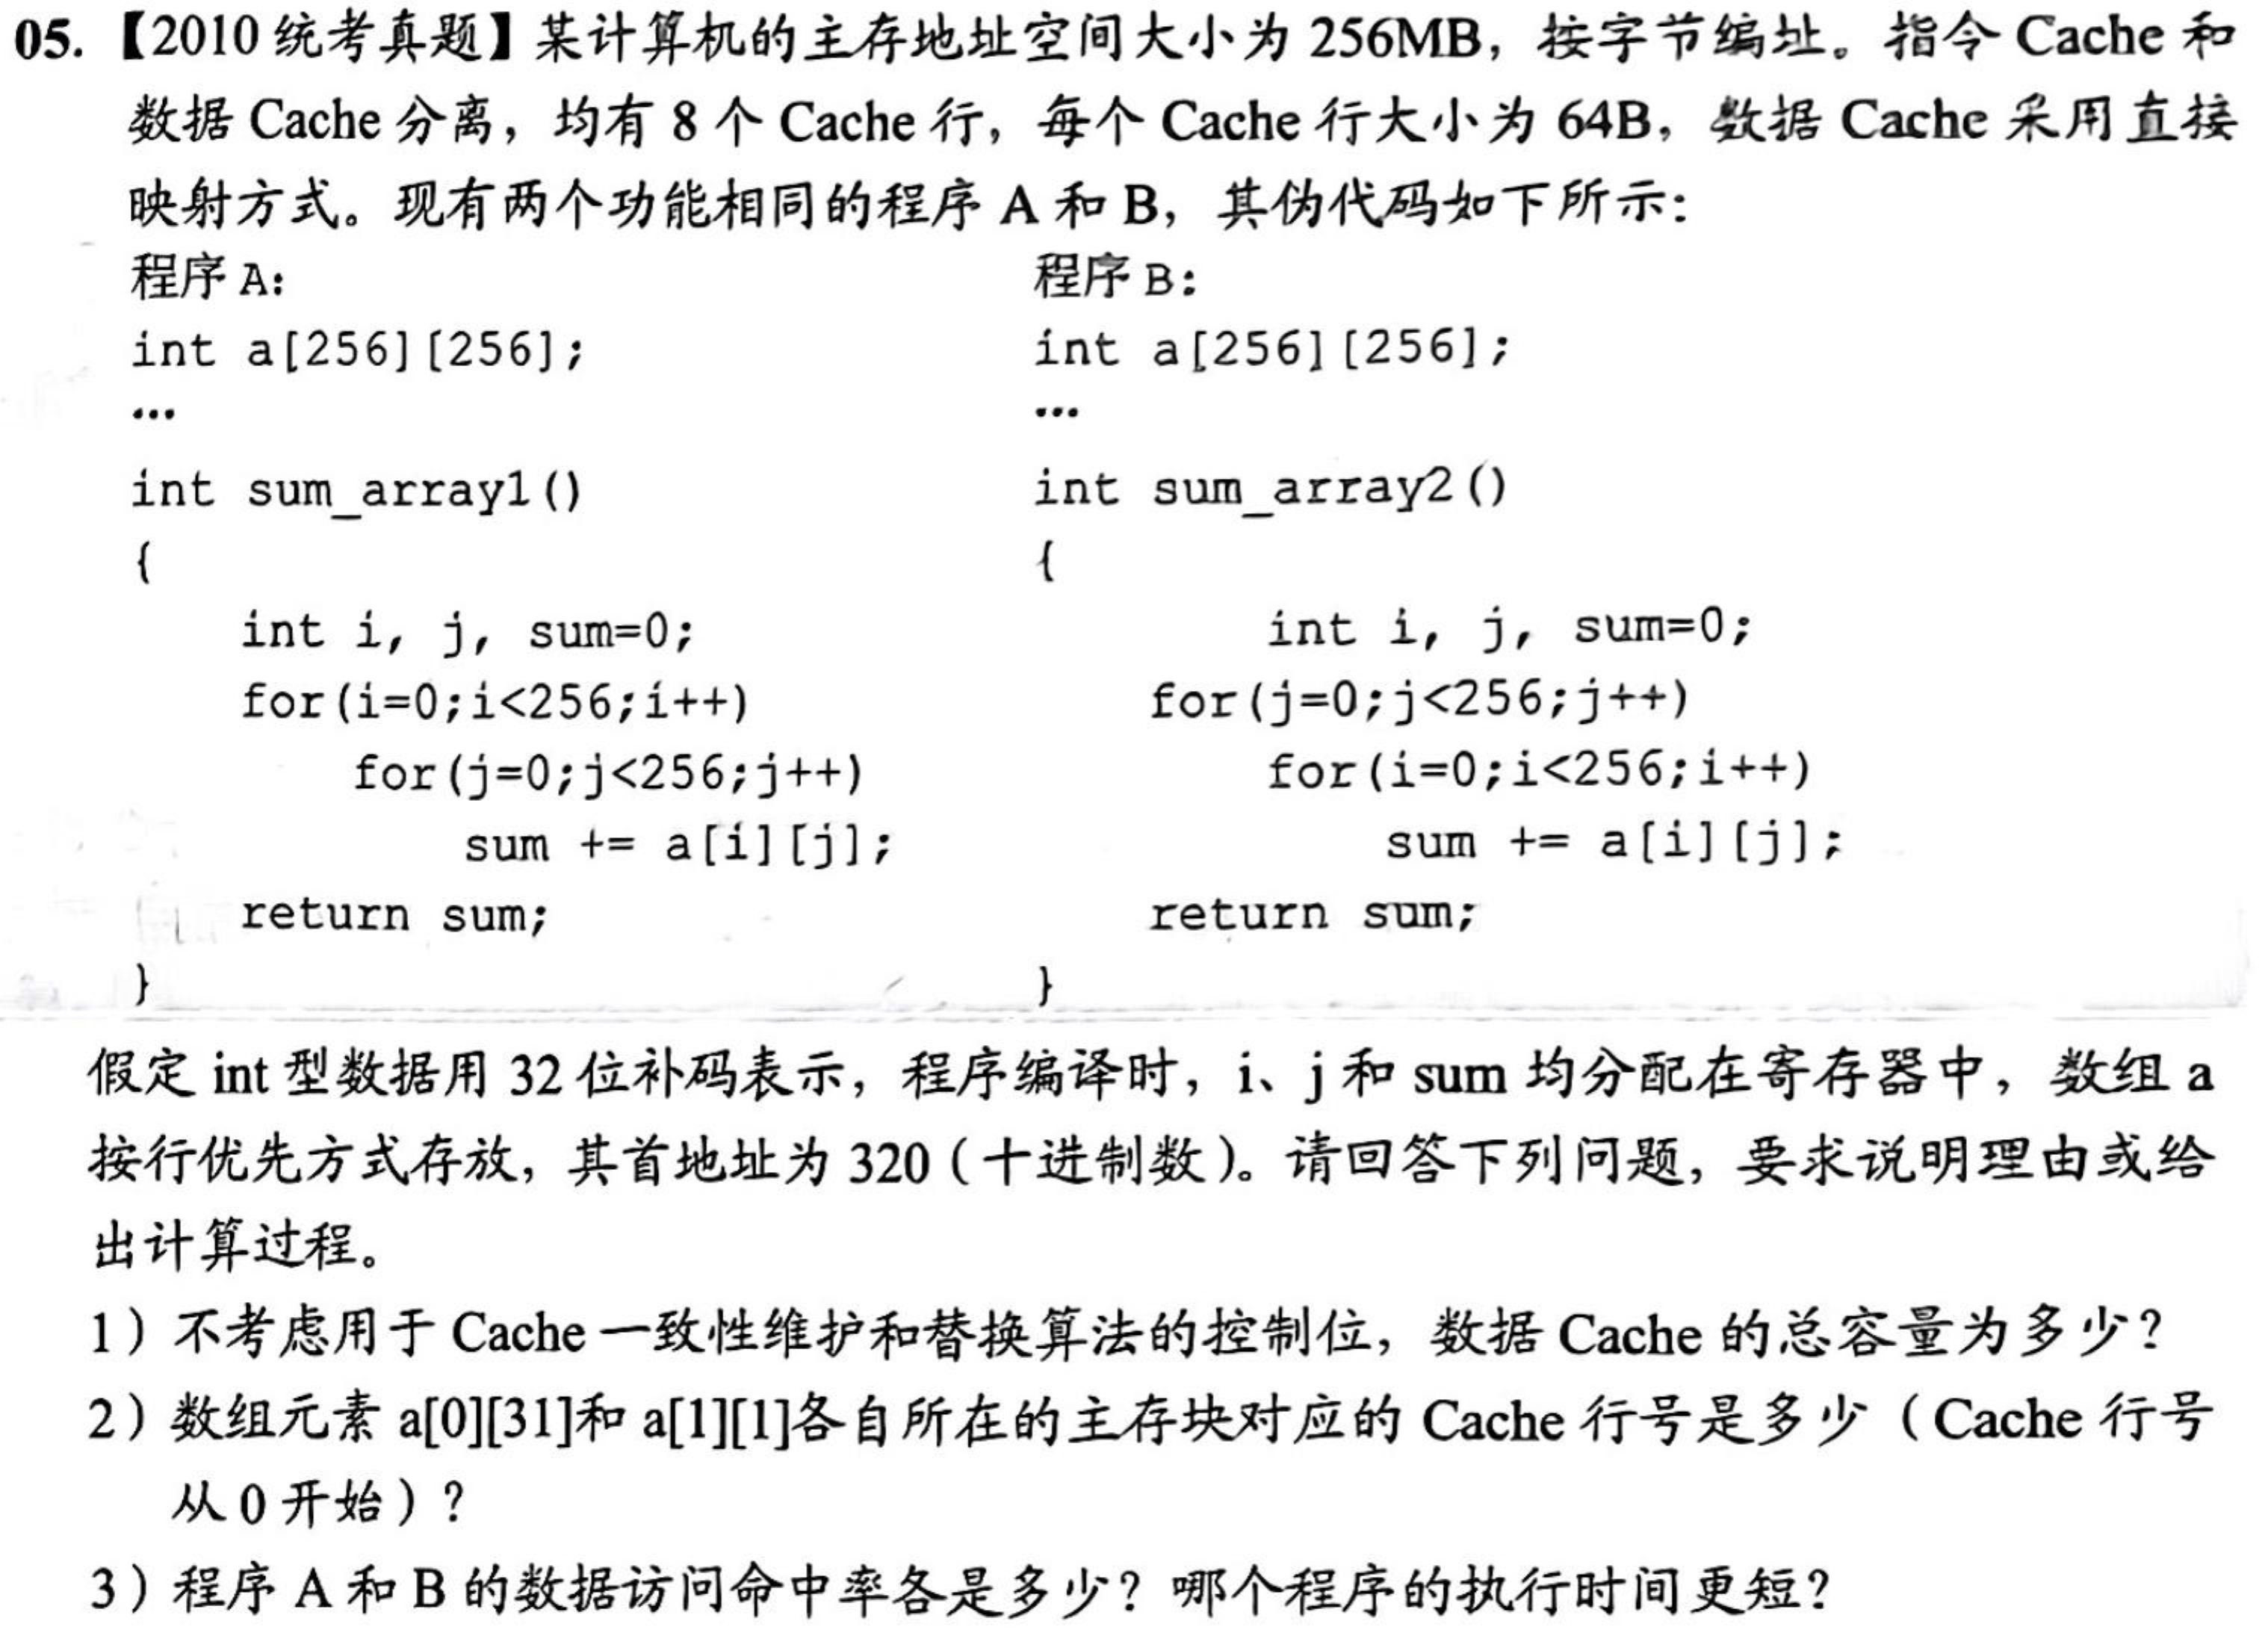 05.【2010统考真题】某计算机的主存地址空间大小为 256MB，按字节编址。指令 Cache 和
数据 Cache 分离，均有 8 个 Cache 行，每个 Cache 行大小为 64B，数据 Cache 采用直接
映射方式。现有两个功能相同的程序 A 和 B，其伪代码如下所示：
程序 A： 程序 B：
int a[256][256]; int a[256][256];
… …
int sum_array1() int sum_array2()
{ {
int i, j, sum=0; int i, j, sum=0;
for(i=0;i<256;i++) for(j=0;j<256;j++)
for(j=0;j<256;j++) for(i=0;i<256;i++)
sum += a[i][j]; sum += a[i][j];
return sum; return sum;
} }
假定 int 型数据用 32 位补码表示，程序编译时，i、j 和 sum 均分配在寄存器中，数组 a
按行优先方式存放，其首地址为 320（十进制数）。请回答下列问题，要求说明理由或给
出计算过程。
1）不考虑用于 Cache 一致性维护和替换算法的控制位，数据 Cache 的总容量为多少？
2）数组元素 a[0][31]和 a[1][1]各自所在的主存块对应的 Cache 行号是多少（Cache 行号
从 0 开始）？
3）程序 A 和 B 的数据访问命中率各是多少？哪个程序的执行时间更短？